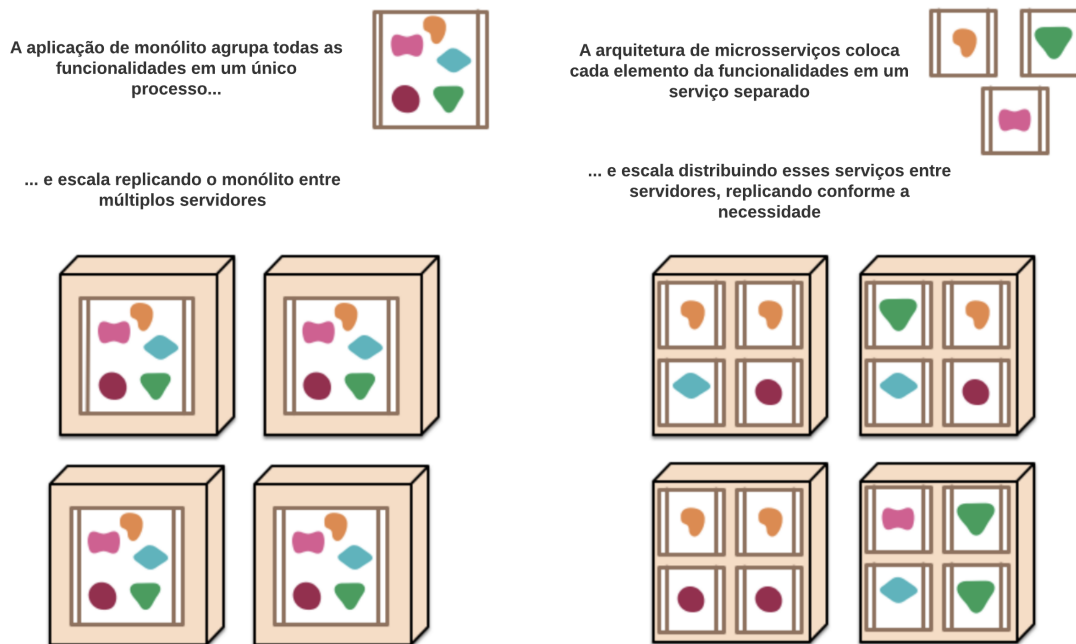 A aplicação de monólito agrupa todas as
funcionalidades em um único
processo...
... e escala replicando o monólito entre
múltiplos servidores
A arquitetura de microsserviços coloca
cada elemento da funcionalidades em um
serviço separado
... e escala distribuindo esses serviços entre
servidores, replicando conforme a
necessidade